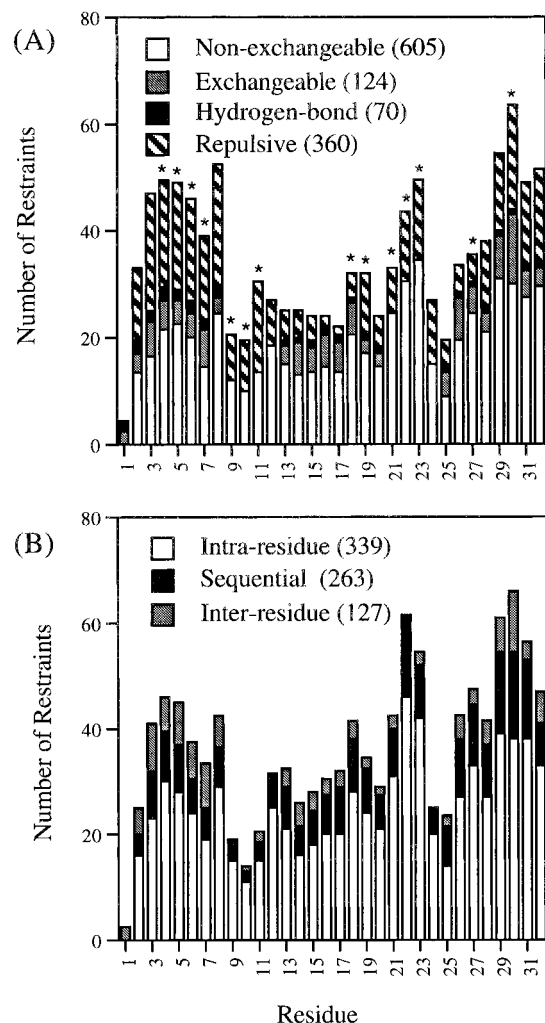 (A)
80
60
40
20
0
Number of Restraints
Non-exchangeable (605)
Exchangeable (124)
Hydrogen-bond (70)
Repulsive (360)
* * * * * * * * * * * * * * * *
1 3 5 7 9 11 13 15 17 19 21 23 25 27 29 31
(B)
80
60
40
20
0
Number of Restraints
Intra-residue (339)
Sequential (263)
Inter-residue (127)
1 3 5 7 9 11 13 15 17 19 21 23 25 27 29 31
Residue